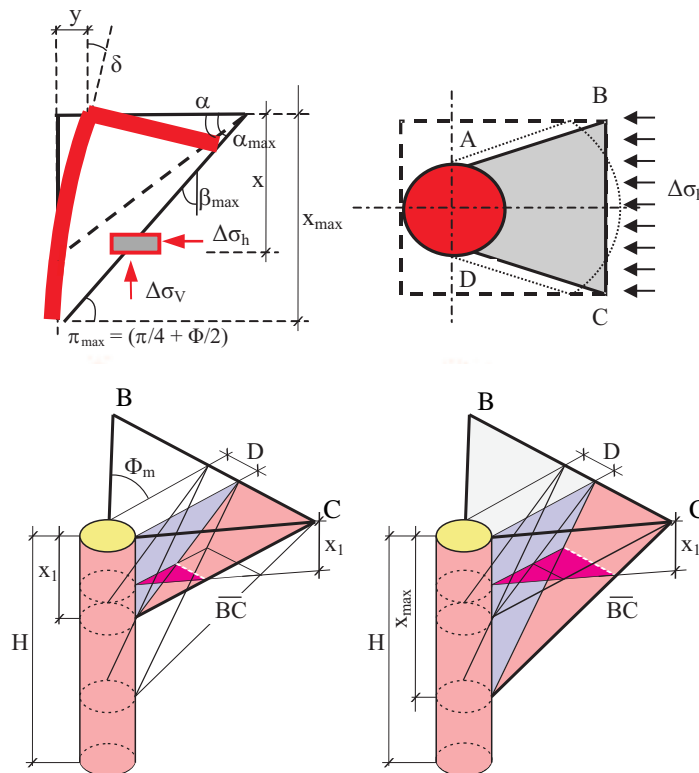 y
δ
α
α_max
β_max
x
x_max
Δσ_h
Δσ_V
π_max = (π/4 + Φ/2)
B
A
Δσ_h
D
C
B
D
Φ_m
C
x_1
x_1
BC
H
B
D
C
x_1
x_max
BC
H